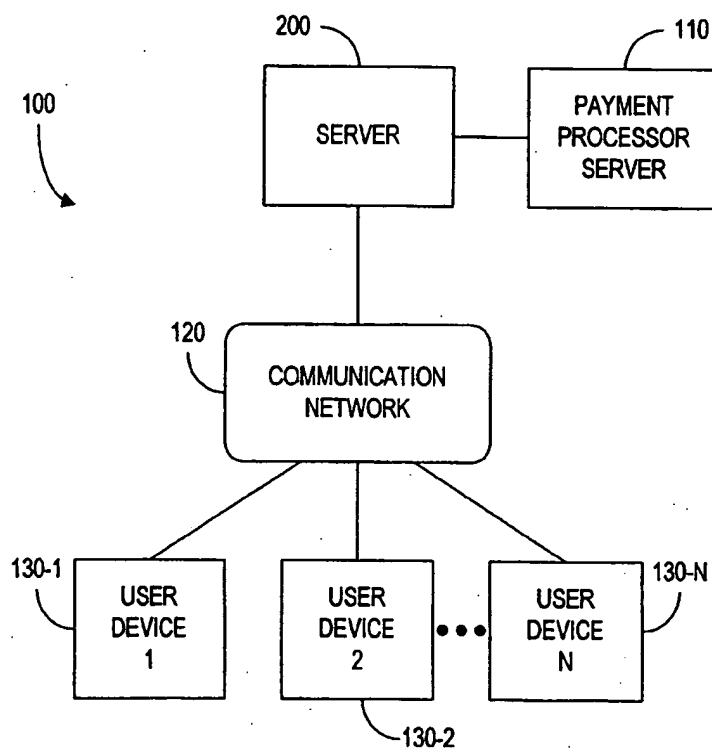 200
110
100
SERVER
PAYMENT
PROCESSOR
SERVER
120
COMMUNICATION
NETWORK
130-1
USER
DEVICE
1
USER
DEVICE
2
130-2
USER
DEVICE
N
130-N